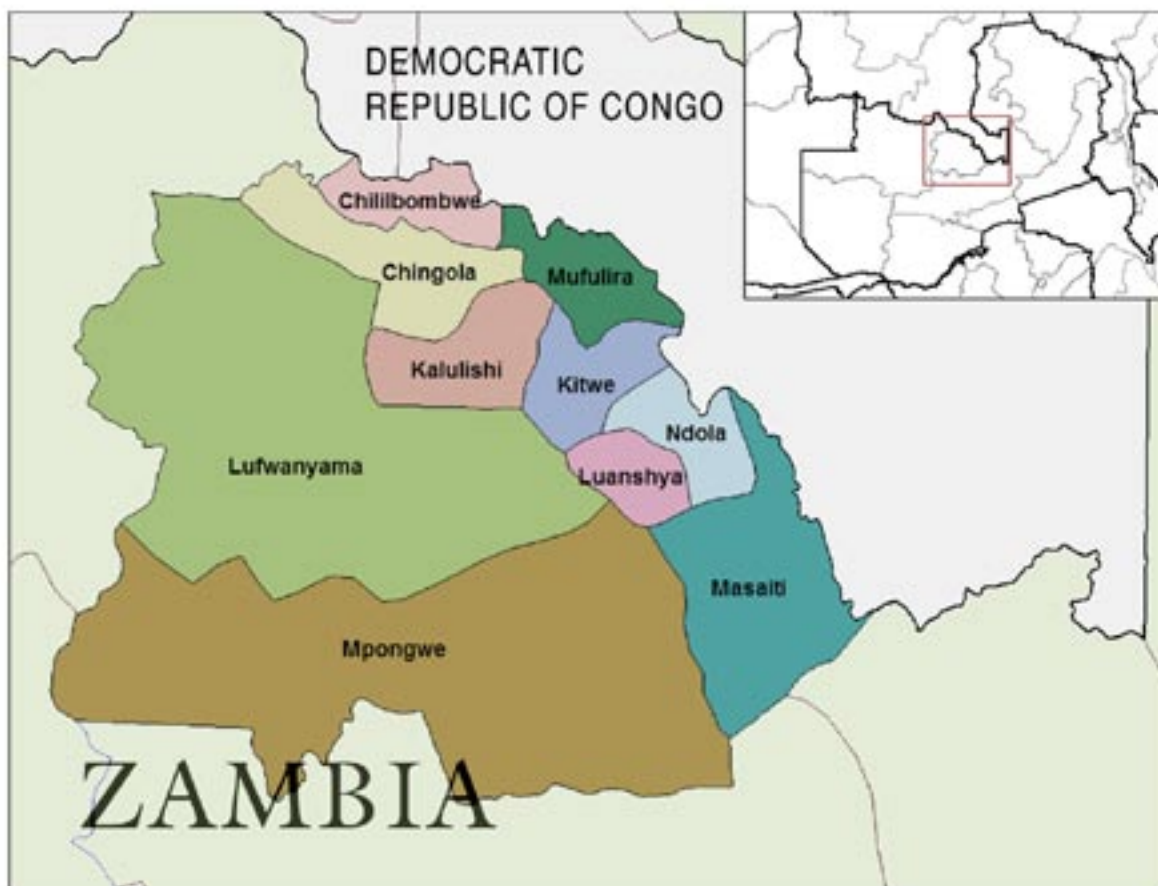 DEMOCRATIC
REPUBLIC OF CONGO
Chililbombwe
Chingola
Mufulira
Kalulishi
Kitwe
Ndola
Lufwanyama
Luanshya
Masaiti
Mpongwe
ZAMBIA